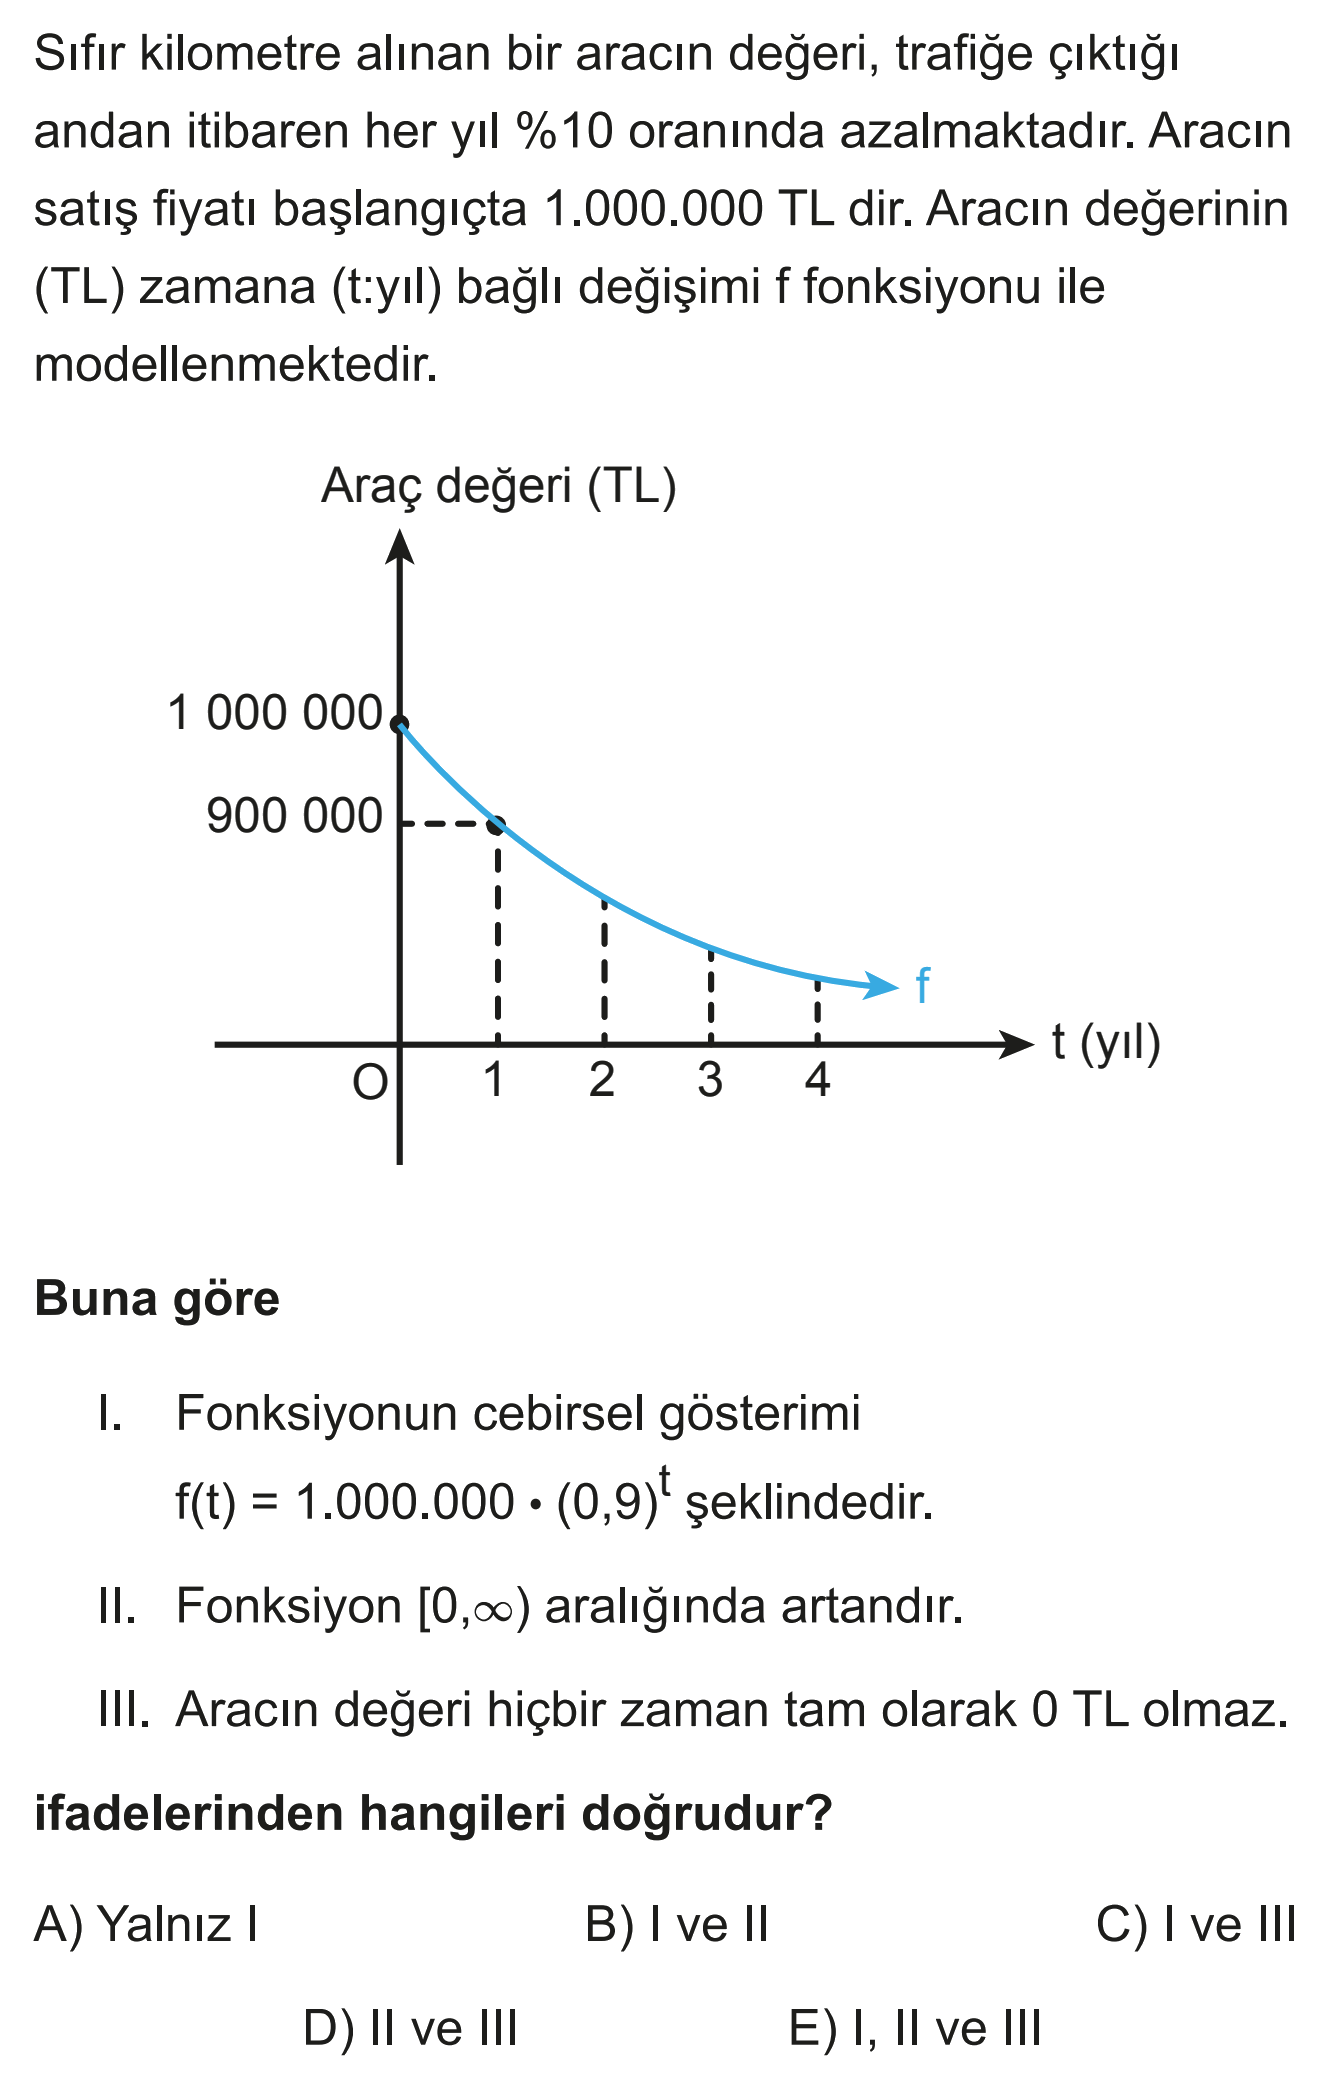 Sıfır kilometre alınan bir aracın değeri, trafiğe çıktığı
andan itibaren her yıl %10 oranında azalmaktadır. Aracın
satış fiyatı başlangıçta 1.000.000 TL dir. Aracın değerinin
(TL) zamana (t:yıl) bağlı değişimi f fonksiyonu ile
modellenmektedir.
Araç değeri (TL)
1 000 000
900 000
f
t (yıl)
O 1 2 3 4
Buna göre
I. Fonksiyonun cebirsel gösterimi
f(t) = 1.000.000 • (0,9)^t şeklindedir.
II. Fonksiyon [0,∞) aralığında artandır.
III. Aracın değeri hiçbir zaman tam olarak 0 TL olmaz.
ifadelerinden hangileri doğrudur?
A) Yalnız I B) I ve II C) I ve III
D) II ve III E) I, II ve III